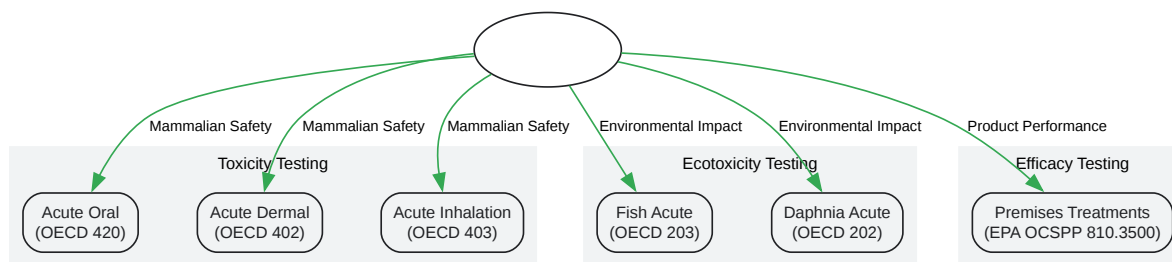 Mammalian Safety
Mammalian Safety
Mammalian Safety
Environmental Impact
Environmental Impact
Product Performance
Toxicity Testing
Ecotoxicity Testing
Efficacy Testing
Acute Oral
(OECD 420)
Acute Dermal
(OECD 402)
Acute Inhalation
(OECD 403)
Fish Acute
(OECD 203)
Daphnia Acute
(OECD 202)
Premises Treatments
(EPA OCSPP 810.3500)